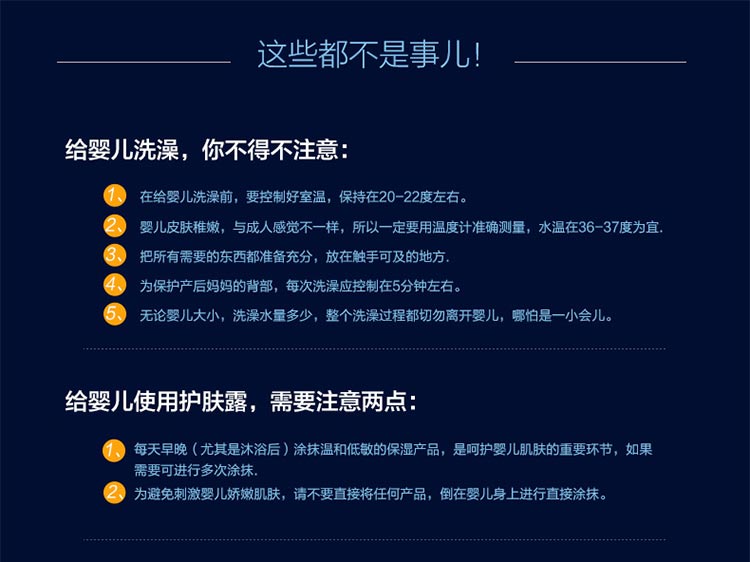 这些都不是事儿!
给婴儿洗澡，你不得不注意：
1、 在给婴儿洗澡前，要控制好室温，保持在20-22度左右。
2、 婴儿皮肤稚嫩，与成人感觉不一样，所以一定要用温度计准确测量，水温在36-37度为宜.
3、 把所有需要的东西都准备充分，放在触手可及的地方.
4、 为保护产后妈妈的背部，每次洗澡应控制在5分钟左右。
5、 无论婴儿大小，洗澡水量多少，整个洗澡过程都切勿离开婴儿，哪怕是一小会儿。
给婴儿使用护肤露，需要注意两点：
1、 每天早晚（尤其是沐浴后）涂抹温和低敏的保湿产品，是呵护婴儿肌肤的重要环节，如果
需要可进行多次涂抹.
2、 为避免刺激婴儿娇嫩肌肤，请不要直接将任何产品，倒在婴儿身上进行直接涂抹。